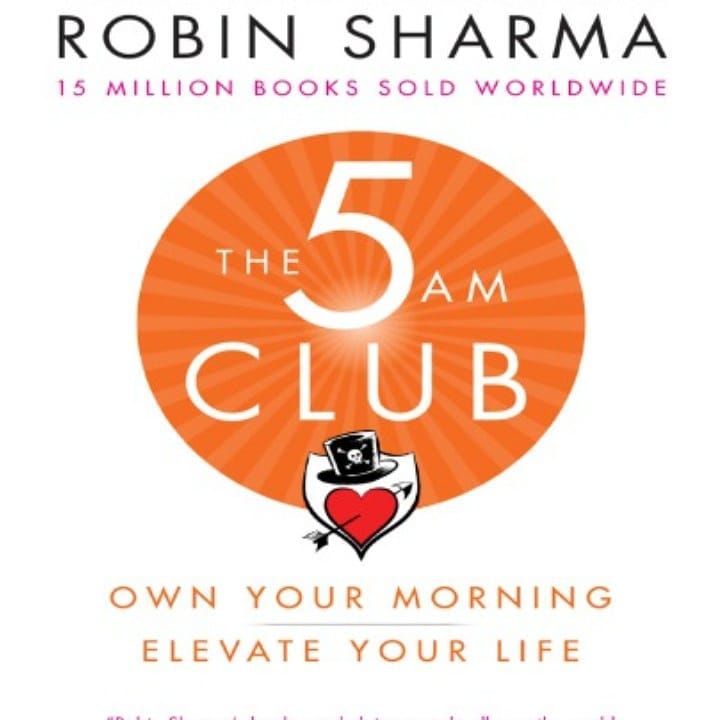 ROBIN SHARMA
15 MILLION BOOKS SOLD WORLDWIDE
THE 5 AM
CLUB
OWN YOUR MORNING
ELEVATE YOUR LIFE